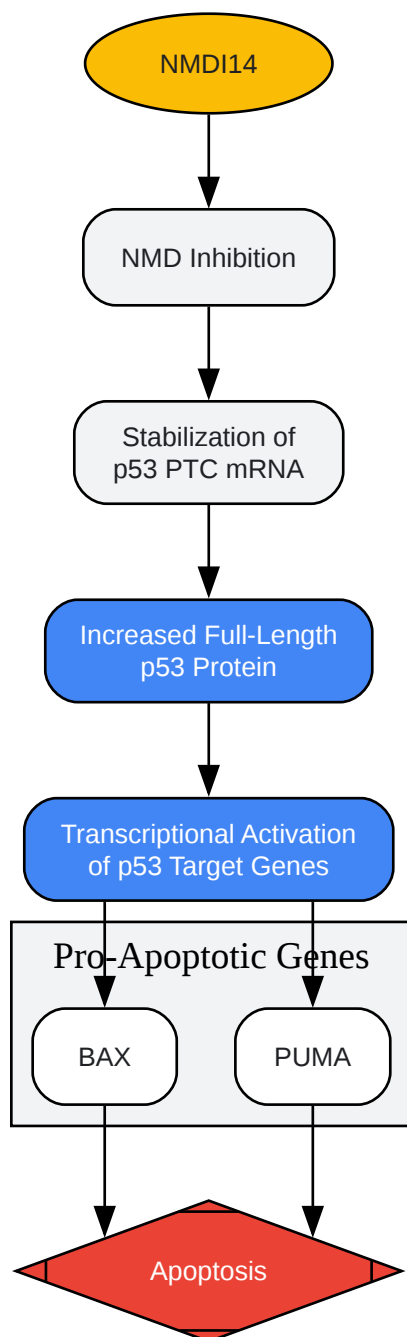 NMDI14
NMD Inhibition
Stabilization of
p53 PTC mRNA
Increased Full-Length
p53 Protein
Transcriptional Activation
of p53 Target Genes
Pro-Apoptotic Genes
BAX
PUMA
Apoptosis